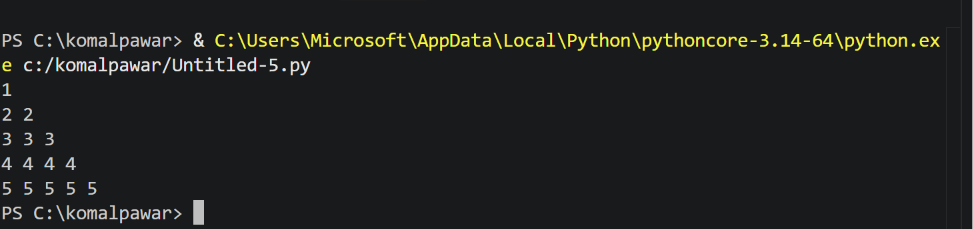 PS C:\komalpawar> & C:\Users\Microsoft\AppData\Local\Python\pythoncore-3.14-64\python.ex
e c:/komalpawar/Untitled-5.py
1
2 2
3 3 3
4 4 4 4
5 5 5 5 5
PS C:\komalpawar>